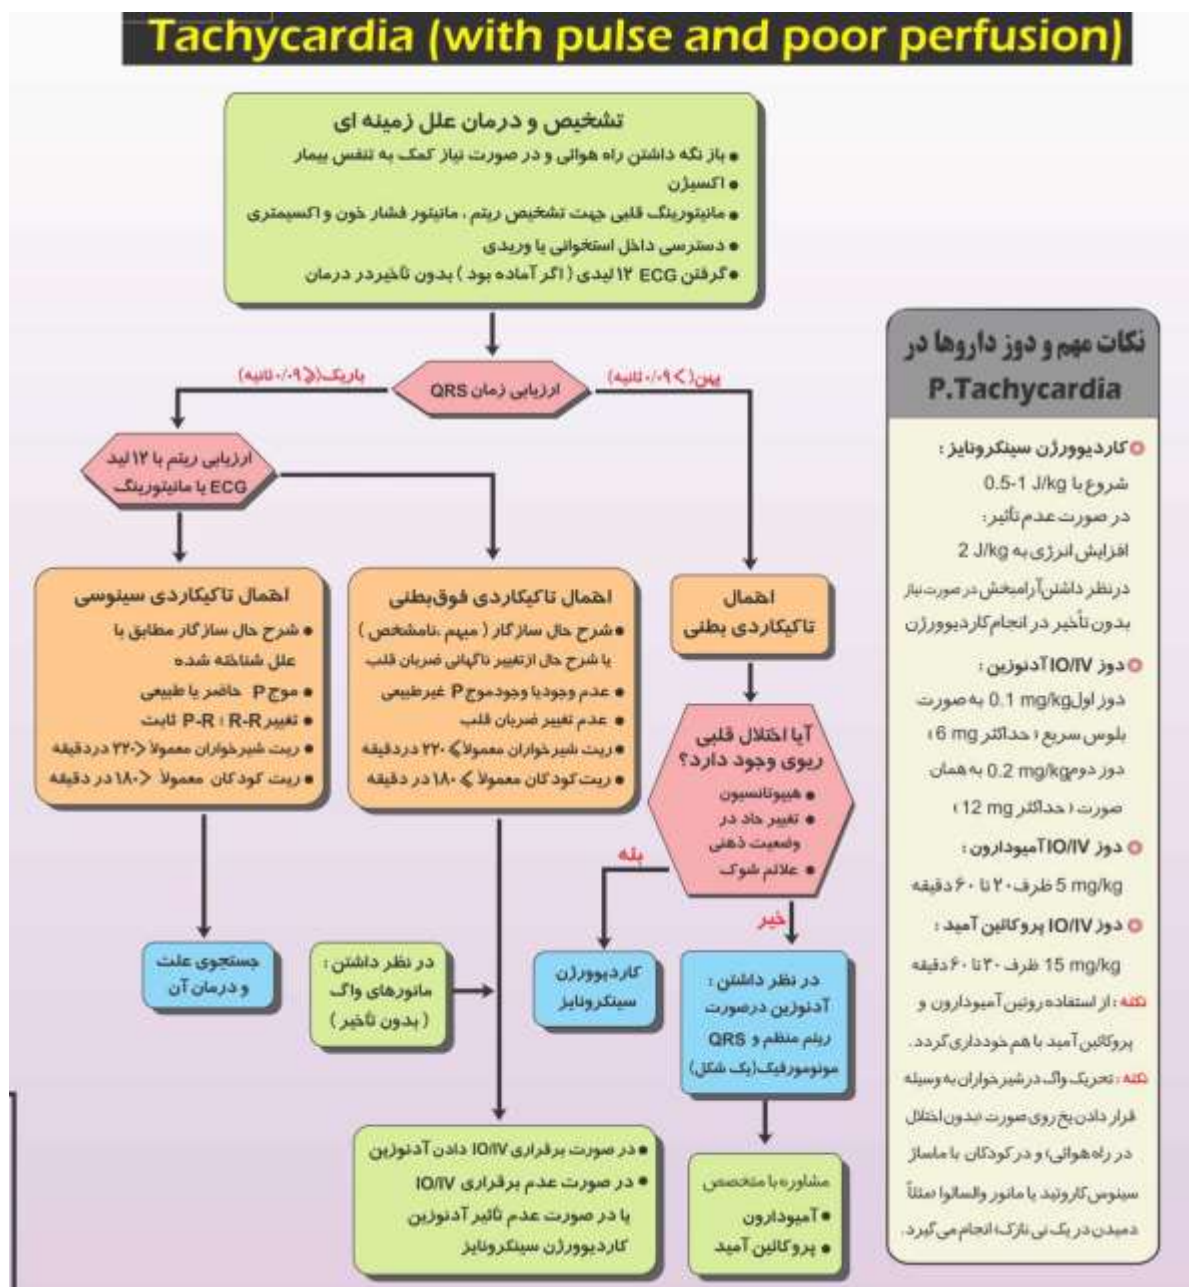 Tachycardia (with pulse and poor perfusion)
تشخیص و درمان علل زمینه ای
● باز نگه داشتن راه هوائی و در صورت نیاز کمک به تنفس بیمار
● اکسیژن
● مانیتورینگ قلبی جهت تشخیص ریتم ، مانیتور فشار خون و اکسیمتری
● دسترسی داخل استخوانی یا وریدی
● گرفتن ECG ۱۲ لیدی ( اگر آماده بود ) بدون تأخیر در درمان
ارزیابی زمان QRS
پهن (> ۰/۰۹ ثانیه)
باریک (⩽ ۰/۰۹ ثانیه)
ارزیابی ریتم با ۱۲ لید
ECG یا مانیتورینگ
احتمال
تاکیکاردی بطنی
احتمال تاکیکاردی فوق‌بطنی
● شرح حال سازگار ( مبهم ،نامشخص )
یا شرح حال از تغییر ناگهانی ضربان قلب
● عدم وجود یا وجود موج P غیرطبیعی
● عدم تغییر ضربان قلب
● ریت شیرخواران معمولاً ⩾ ۲۲۰ در دقیقه
● ریت کودکان معمولاً ⩾ ۱۸۰ در دقیقه
احتمال تاکیکاردی سینوسی
● شرح حال سازگار مطابق با
علل شناخته شده
● موج P حاضر یا طبیعی
● تغییر R-R ؛ P-R ثابت
● ریت شیرخواران معمولاً < ۲۲۰ در دقیقه
● ریت کودکان معمولاً < ۱۸۰ در دقیقه
آیا اختلال قلبی
ریوی وجود دارد؟
● هیپوتانسیون
● تغییر حاد در
وضعیت ذهنی
● علائم شوک
بله
خیر
در نظر داشتن :
آدنوزین درصورت
ریتم منظم و QRS
مونومورفیک(یک شکل)
کاردیوورژن
سینکرونایز
در نظر داشتن :
مانورهای واگ
( بدون تأخیر )
جستجوی علت
و درمان آن
مشاوره با متخصص
● آمیودارون
● پروکائین آمید
● در صورت برقراری IO/IV دادن آدنوزین
● در صورت عدم برقراری IO/IV
یا در صورت عدم تاثیر آدنوزین
کاردیوورژن سینکرونایز
نکات مهم و دوز داروها در
P.Tachycardia
کاردیوورژن سینکرونایز :
شروع با 0.5-1 J/kg
در صورت عدم تأثیر :
افزایش انرژی به 2 J/kg
درنظر داشتن آرامبخش در صورت نیاز
بدون تأخیر در انجام کاردیوورژن
دوز IO/IV آدنوزین :
دوز اول 0.1 mg/kg به صورت
بلوس سریع ( حداکثر 6 mg )
دوز دوم 0.2 mg/kg به همان
صورت ( حداکثر 12 mg )
دوز IO/IV آمیودارون :
5 mg/kg ظرف ۲۰ تا ۶۰ دقیقه
دوز IO/IV پروکائین آمید :
15 mg/kg ظرف ۳۰ تا ۶۰ دقیقه
نکته : از استفاده روتین آمیودارون و
پروکائین آمید با هم خودداری گردد.
نکته : تحریک واگ در شیرخواران به وسیله
قرار دادن یخ روی صورت (بدون اختلال
در راه هوائی) و در کودکان با ماساژ
سینوس کاروتید یا مانور والسالوا (مثلاً
دمیدن در یک نی نازک) انجام می گیرد.